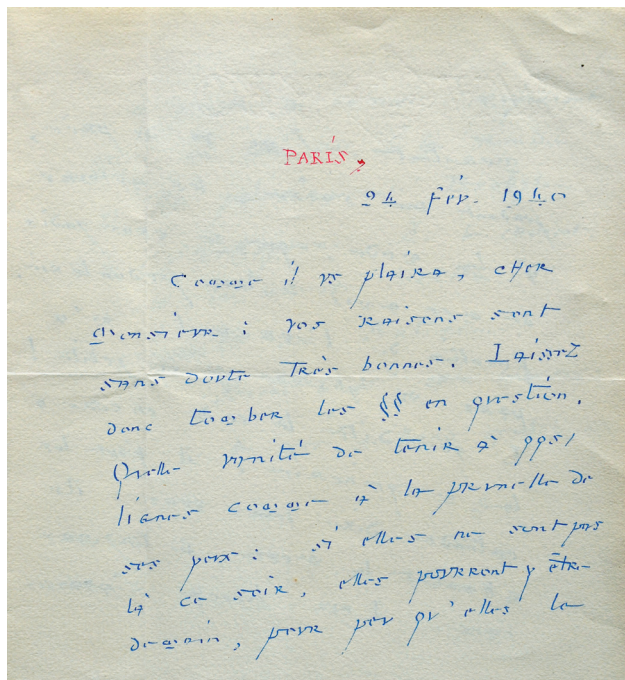 PARIS,
24 fév. 1940
Comme il vs plaira, cher
Monsieur : vos raisons sont
sans doute très bonnes. Laissez
donc tomber les §§ en question.
Quelle vanité de tenir à qqs
lignes comme à la prunelle de
ses yeux : si elles ne sont pas
là ce soir, elles pourront y être
demain, pour peu qu'elles le